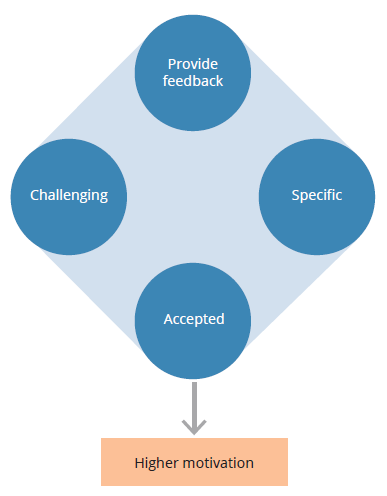 Provide
feedback
Challenging
Specific
Accepted
Higher motivation